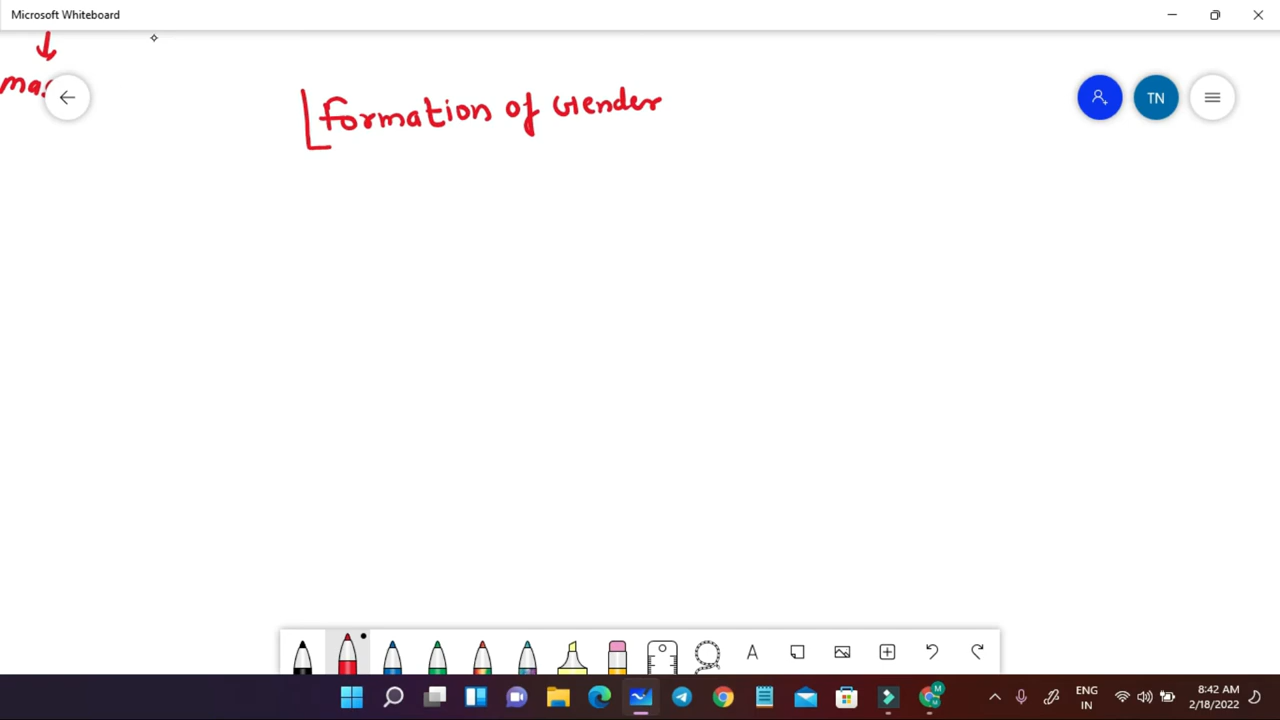 Microsoft Whiteboard
Formation of Gender
TN
A
ENG
IN
8:42 AM
2/18/2022